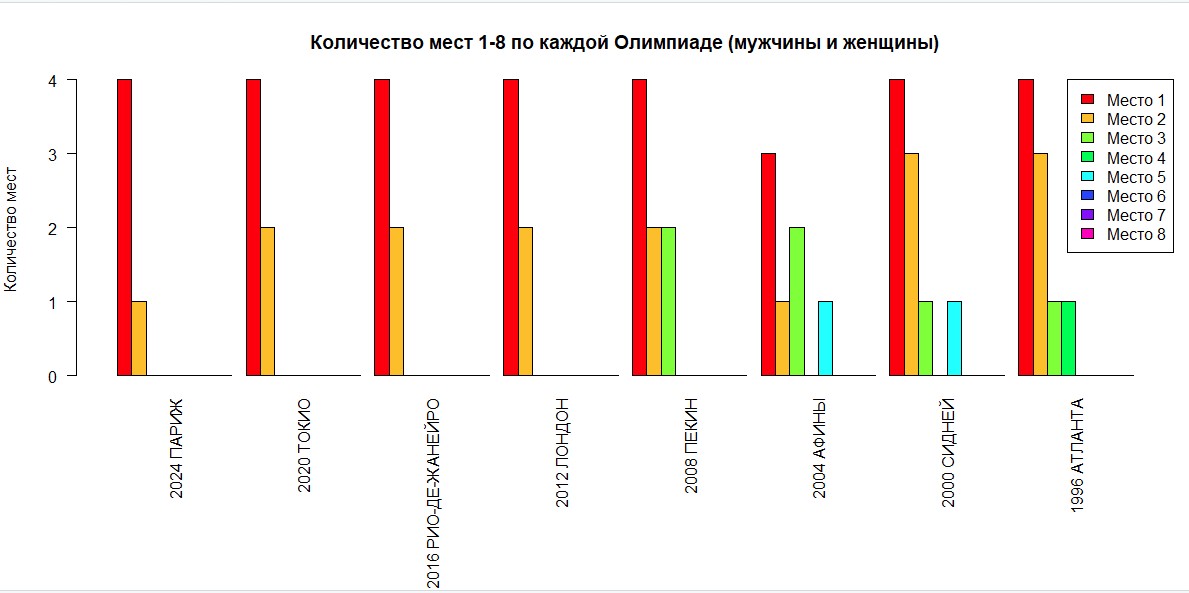 Количество мест 1-8 по каждой Олимпиаде (мужчины и женщины)
Количество мест
4
3
2
1
0
Место 1
Место 2
Место 3
Место 4
Место 5
Место 6
Место 7
Место 8
2024 ПАРИЖ
2020 ТОКИО
2016 РИО-ДЕ-ЖАНЕЙРО
2012 ЛОНДОН
2008 ПЕКИН
2004 АФИНЫ
2000 СИДНЕЙ
1996 АТЛАНТА